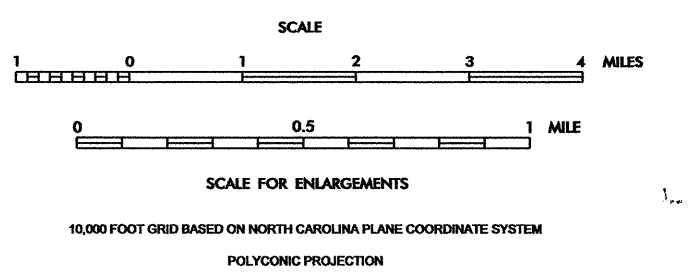 SCALE
1 0 1 2 3 4 MILES
0 0.5 1 MILE
SCALE FOR ENLARGEMENTS
10,000 FOOT GRID BASED ON NORTH CAROLINA PLANE COORDINATE SYSTEM
POLYCONIC PROJECTION